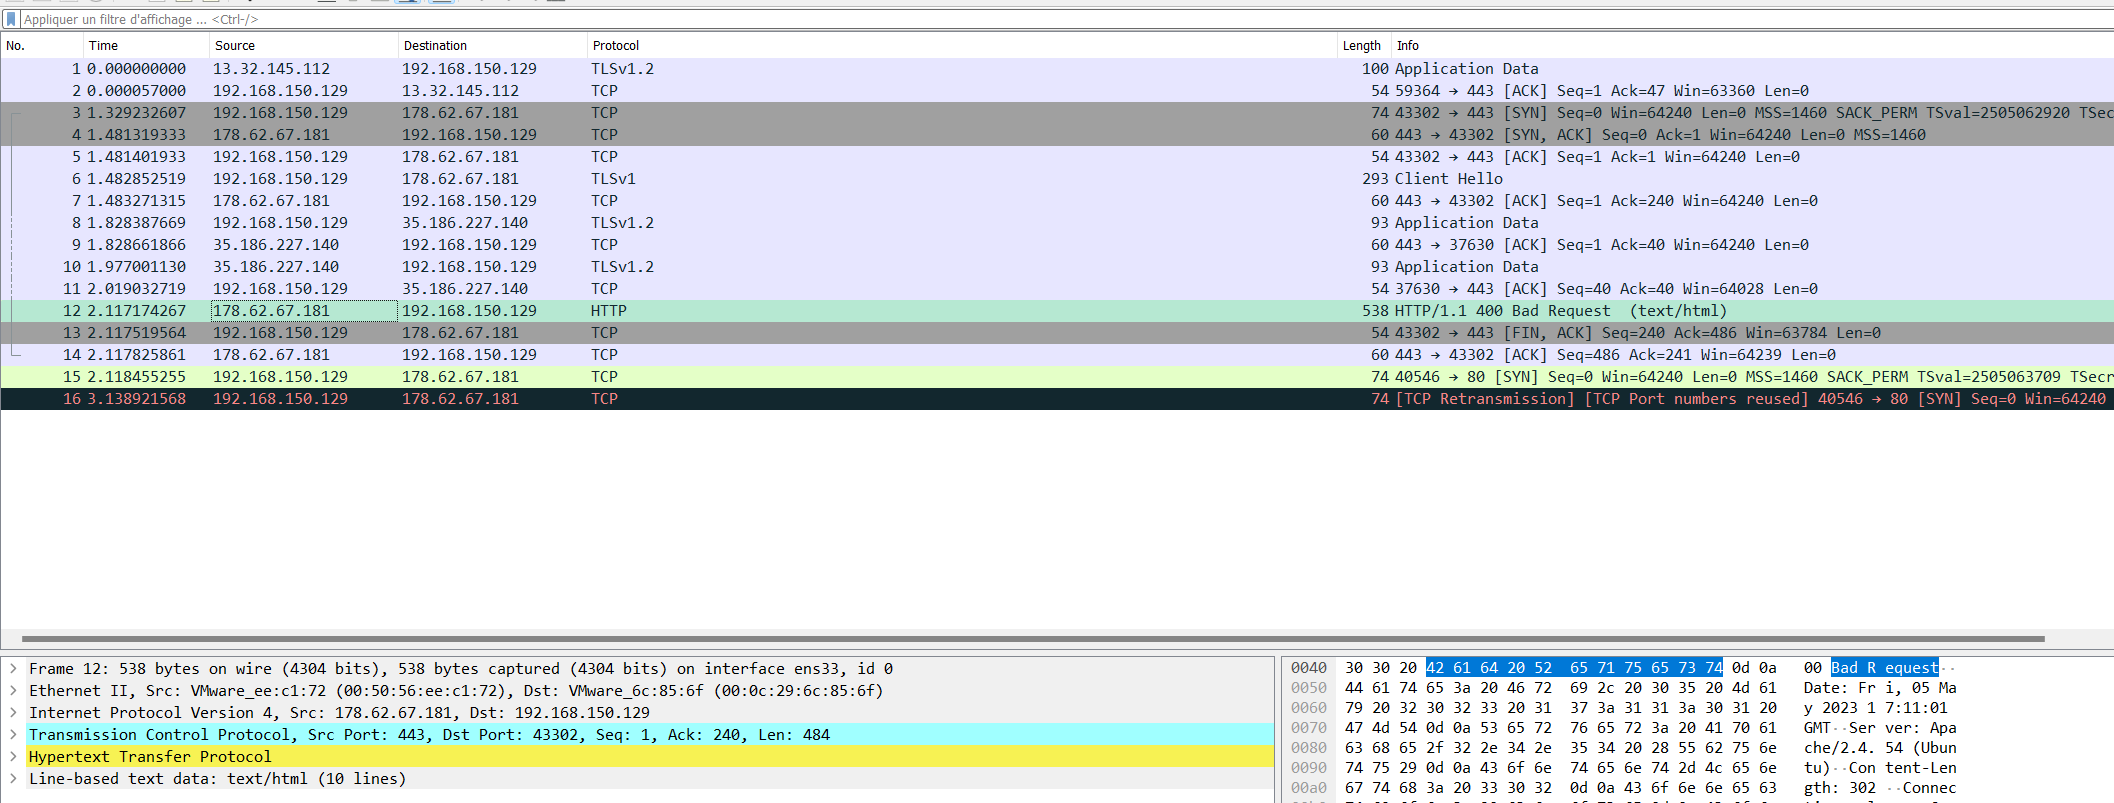 Appliquer un filtre d'affichage ... <Ctrl-/>
No. Time Source Destination Protocol Length Info
1 0.000000000 13.32.145.112 192.168.150.129 TLSv1.2 100 Application Data
2 0.000057000 192.168.150.129 13.32.145.112 TCP 54 59364 → 443 [ACK] Seq=1 Ack=47 Win=63360 Len=0
3 1.329232607 192.168.150.129 178.62.67.181 TCP 74 43302 → 443 [SYN] Seq=0 Win=64240 Len=0 MSS=1460 SACK_PERM TSval=2505062920 TSec
4 1.481319333 178.62.67.181 192.168.150.129 TCP 60 443 → 43302 [SYN, ACK] Seq=0 Ack=1 Win=64240 Len=0 MSS=1460
5 1.481401933 192.168.150.129 178.62.67.181 TCP 54 43302 → 443 [ACK] Seq=1 Ack=1 Win=64240 Len=0
6 1.482852519 192.168.150.129 178.62.67.181 TLSv1 293 Client Hello
7 1.483271315 178.62.67.181 192.168.150.129 TCP 60 443 → 43302 [ACK] Seq=1 Ack=240 Win=64240 Len=0
8 1.828387669 192.168.150.129 35.186.227.140 TLSv1.2 93 Application Data
9 1.828661866 35.186.227.140 192.168.150.129 TCP 60 443 → 37630 [ACK] Seq=1 Ack=40 Win=64240 Len=0
10 1.977001130 35.186.227.140 192.168.150.129 TLSv1.2 93 Application Data
11 2.019032719 192.168.150.129 35.186.227.140 TCP 54 37630 → 443 [ACK] Seq=40 Ack=40 Win=64028 Len=0
12 2.117174267 178.62.67.181 192.168.150.129 HTTP 538 HTTP/1.1 400 Bad Request (text/html)
13 2.117519564 192.168.150.129 178.62.67.181 TCP 54 43302 → 443 [FIN, ACK] Seq=240 Ack=486 Win=63784 Len=0
14 2.117825861 178.62.67.181 192.168.150.129 TCP 60 443 → 43302 [ACK] Seq=486 Ack=241 Win=64239 Len=0
15 2.118455255 192.168.150.129 178.62.67.181 TCP 74 40546 → 80 [SYN] Seq=0 Win=64240 Len=0 MSS=1460 SACK_PERM TSval=2505063709 TSecr
16 3.138921568 192.168.150.129 178.62.67.181 TCP 74 [TCP Retransmission] [TCP Port numbers reused] 40546 → 80 [SYN] Seq=0 Win=64240
Frame 12: 538 bytes on wire (4304 bits), 538 bytes captured (4304 bits) on interface ens33, id 0
Ethernet II, Src: VMware_ee:c1:72 (00:50:56:ee:c1:72), Dst: VMware_6c:85:6f (00:0c:29:6c:85:6f)
Internet Protocol Version 4, Src: 178.62.67.181, Dst: 192.168.150.129
Transmission Control Protocol, Src Port: 443, Dst Port: 43302, Seq: 1, Ack: 240, Len: 484
Hypertext Transfer Protocol
Line-based text data: text/html (10 lines)
0040 30 30 20 42 61 64 20 52 65 71 75 65 73 74 0d 0a 00 Bad R equest··
0050 44 61 74 65 3a 20 46 72 69 2c 20 30 35 20 4d 61 Date: Fr i, 05 Ma
0060 79 20 32 30 32 33 20 31 37 3a 31 31 3a 30 31 20 y 2023 1 7:11:01
0070 47 4d 54 0d 0a 53 65 72 76 65 72 3a 20 41 70 61 GMT··Ser ver: Apa
0080 63 68 65 2f 32 2e 34 2e 35 34 20 28 55 62 75 6e che/2.4. 54 (Ubun
0090 74 75 29 0d 0a 43 6f 6e 74 65 6e 74 2d 4c 65 6e tu)··Con tent-Len
00a0 67 74 68 3a 20 33 30 32 0d 0a 43 6f 6e 6e 65 63 gth: 302 ··Connec